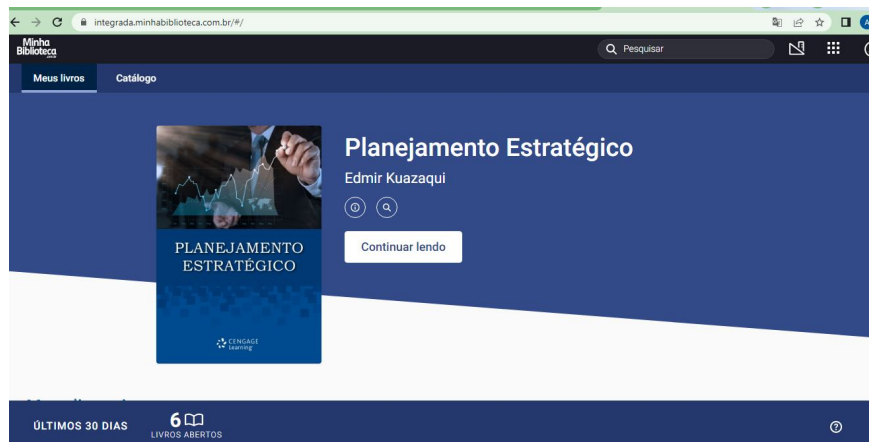 integrada.minhabiblioteca.com.br/#/
Minha
Biblioteca
Pesquisar
Meus livros
Catálogo
Planejamento Estratégico
Edmir Kuazaqui
Continuar lendo
PLANEJAMENTO
ESTRATÉGICO
CENGAGE
Learning
ÚLTIMOS 30 DIAS
6
LIVROS ABERTOS